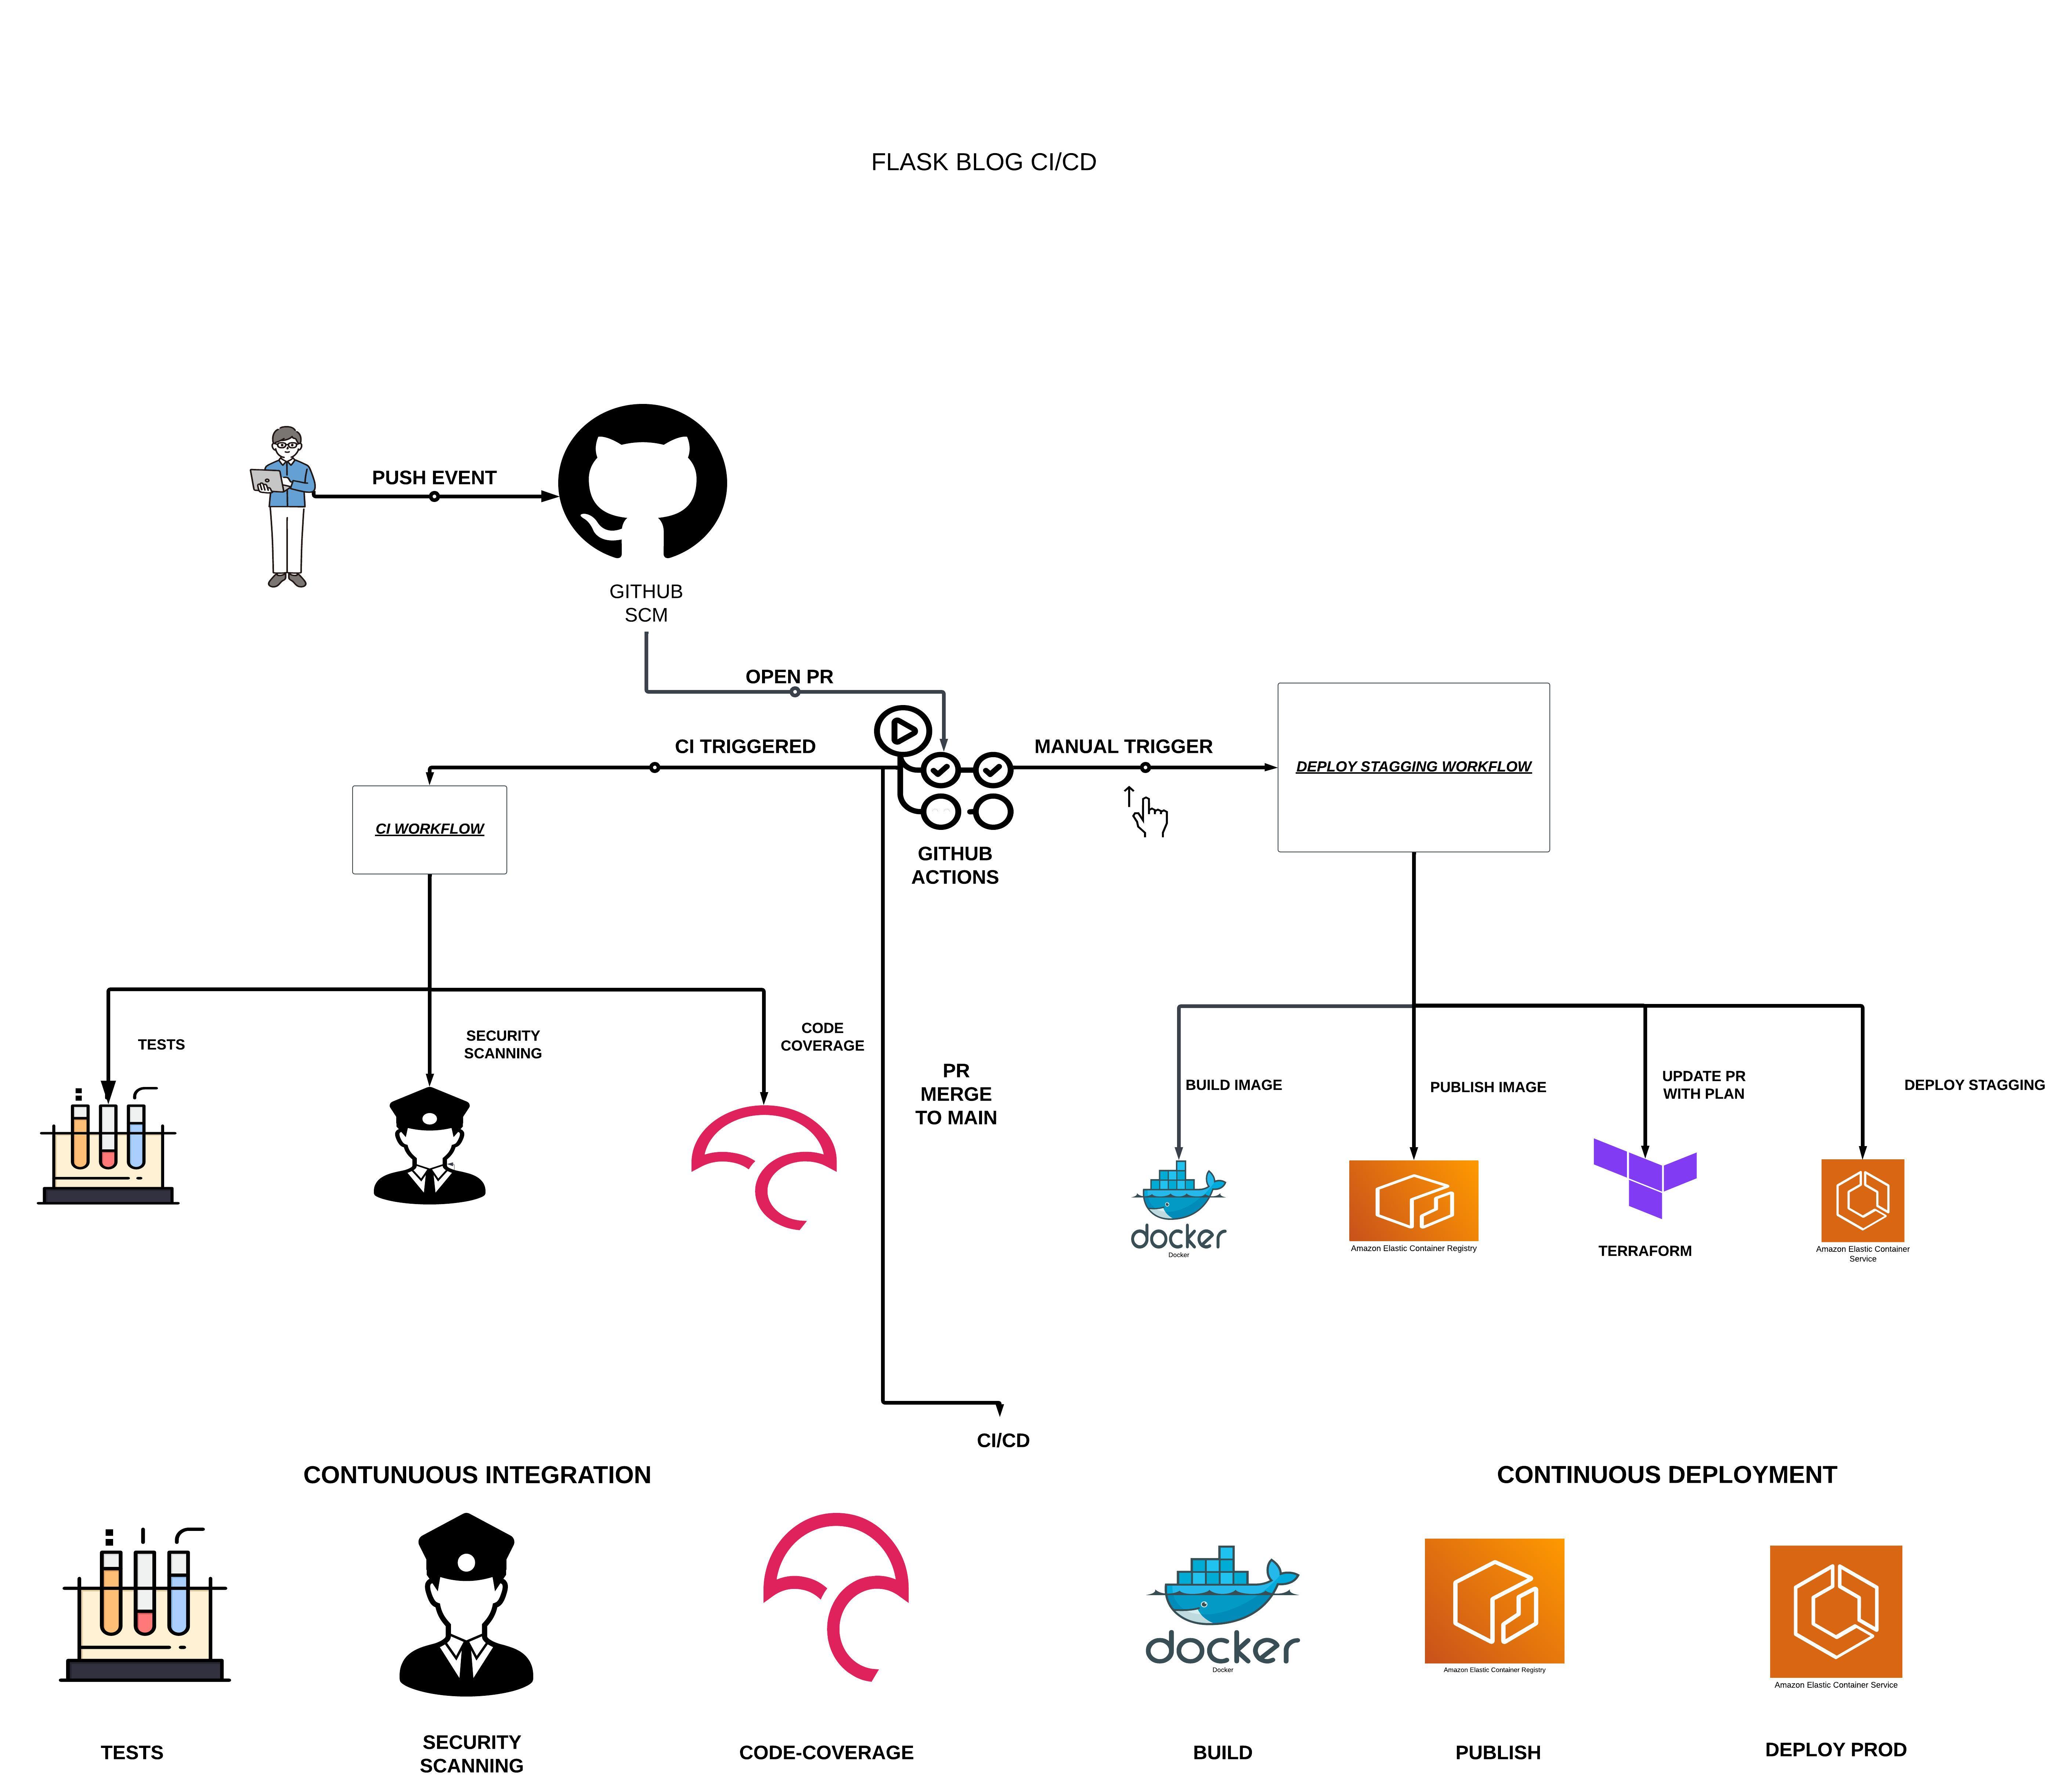 FLASK BLOG CI/CD
PUSH EVENT
GITHUB
SCM
OPEN PR
CI TRIGGERED
MANUAL TRIGGER
DEPLOY STAGGING WORKFLOW
CI WORKFLOW
GITHUB
ACTIONS
TESTS
SECURITY
SCANNING
CODE
COVERAGE
PR
MERGE
TO MAIN
BUILD IMAGE
PUBLISH IMAGE
UPDATE PR
WITH PLAN
DEPLOY STAGGING
docker
Docker
Amazon Elastic Container Registry
TERRAFORM
Amazon Elastic Container
Service
CI/CD
CONTUNUOUS INTEGRATION
CONTINUOUS DEPLOYMENT
docker
Docker
Amazon Elastic Container Registry
Amazon Elastic Container Service
TESTS
SECURITY
SCANNING
CODE-COVERAGE
BUILD
PUBLISH
DEPLOY PROD